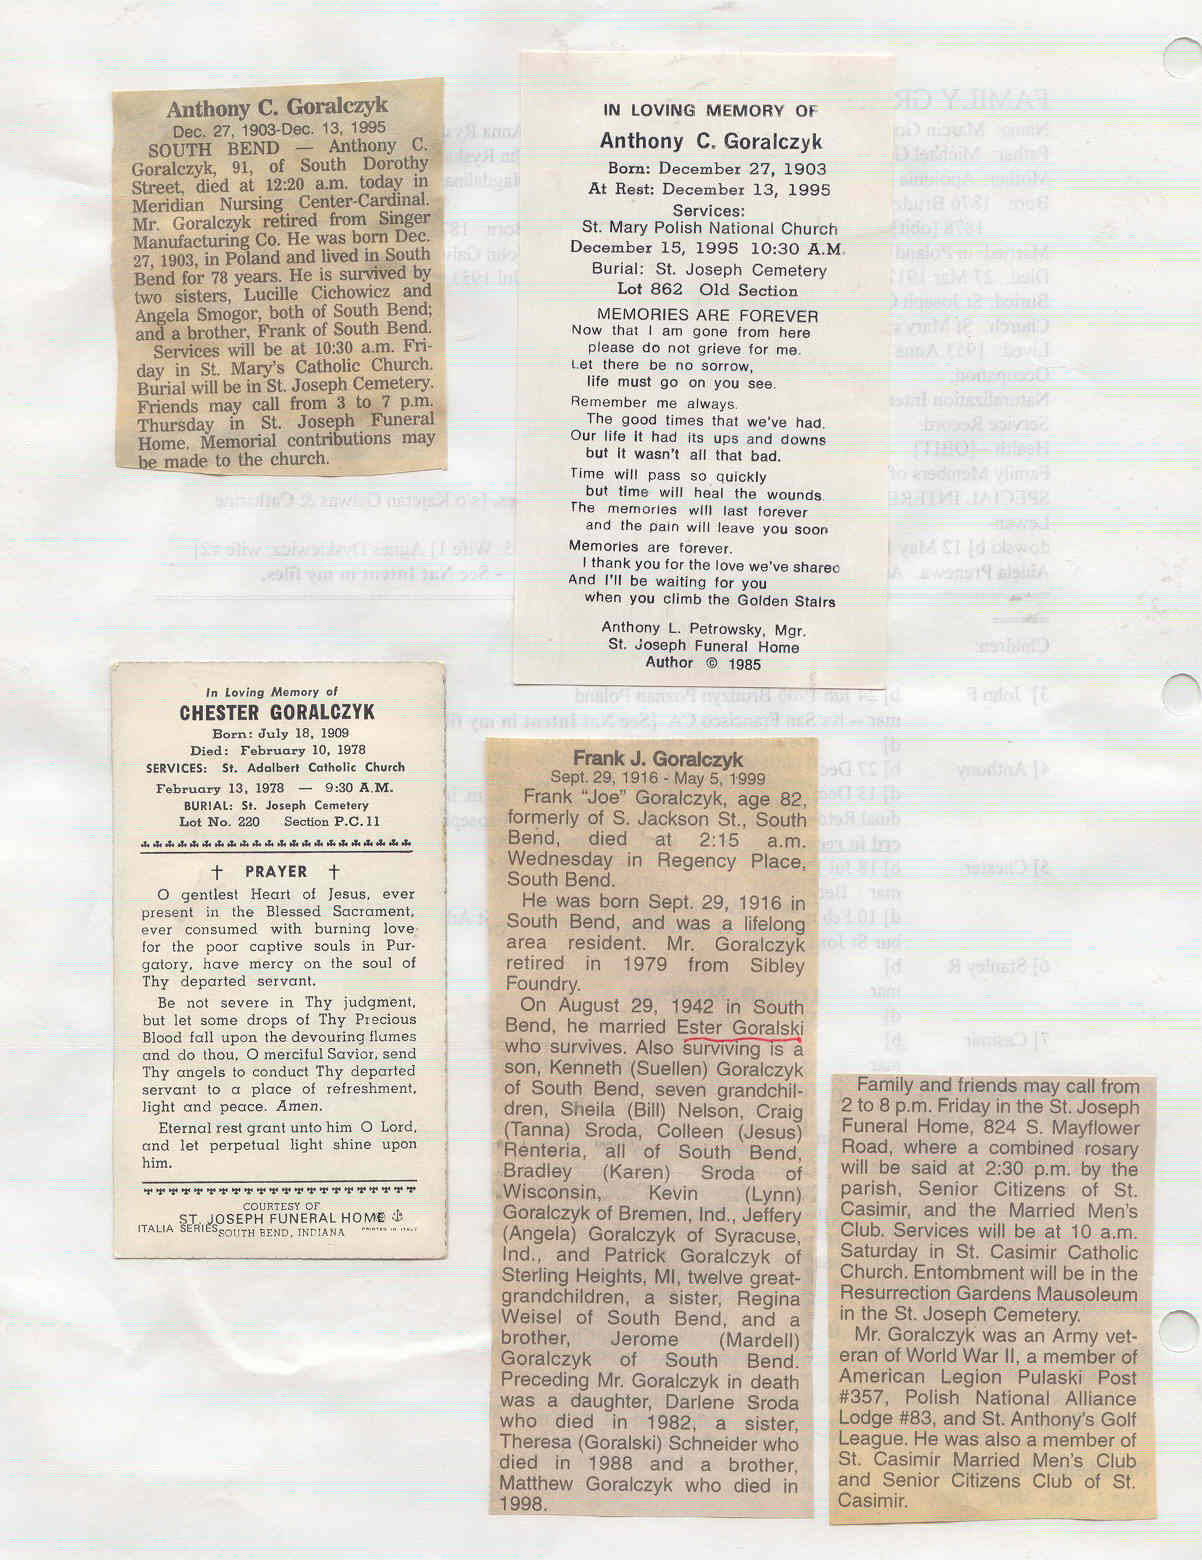 Anthony C. Goralczyk
Dec. 27, 1903-Dec. 13, 1995
SOUTH BEND — Anthony C.
Goralczyk, 91, of South Dorothy
Street, died at 12:20 a.m. today in
Meridian Nursing Center-Cardinal.
Mr. Goralczyk retired from Singer
Manufacturing Co. He was born Dec.
27, 1903, in Poland and lived in South
Bend for 78 years. He is survived by
two sisters, Lucille Cichowicz and
Angela Smogor, both of South Bend;
and a brother, Frank of South Bend.
Services will be at 10:30 a.m. Fri-
day in St. Mary's Catholic Church.
Burial will be in St. Joseph Cemetery.
Friends may call from 3 to 7 p.m.
Thursday in St. Joseph Funeral
Home. Memorial contributions may
be made to the church.
IN LOVING MEMORY OF
Anthony C. Goralczyk
Born: December 27, 1903
At Rest: December 13, 1995
Services:
St. Mary Polish National Church
December 15, 1995 10:30 A.M.
Burial: St. Joseph Cemetery
Lot 862 Old Section
MEMORIES ARE FOREVER
Now that I am gone from here
please do not grieve for me.
Let there be no sorrow,
life must go on you see.
Remember me always.
The good times that we've had.
Our life it had its ups and downs
but it wasn't all that bad.
Time will pass so quickly
but time will heal the wounds.
The memories will last forever
and the pain will leave you soon
Memories are forever.
I thank you for the love we've shared
And I'll be waiting for you
when you climb the Golden Stairs
Anthony L. Petrowsky, Mgr.
St. Joseph Funeral Home
Author © 1985
In Loving Memory of
CHESTER GORALCZYK
Born: July 18, 1909
Died: February 10, 1978
SERVICES: St. Adalbert Catholic Church
February 13, 1978 — 9:30 A.M.
BURIAL: St. Joseph Cemetery
Lot No. 220 Section P.C.11
† PRAYER †
O gentlest Heart of Jesus, ever
present in the Blessed Sacrament,
ever consumed with burning love
for the poor captive souls in Pur-
gatory, have mercy on the soul of
Thy departed servant.
Be not severe in Thy judgment,
but let some drops of Thy Precious
Blood fall upon the devouring flames
and do thou, O merciful Savior, send
Thy angels to conduct Thy departed
servant to a place of refreshment,
light and peace. Amen.
Eternal rest grant unto him O Lord,
and let perpetual light shine upon
him.
COURTESY OF
ST. JOSEPH FUNERAL HOME
ITALIA SERIES SOUTH BEND, INDIANA PRINTED IN ITALY
Frank J. Goralczyk
Sept. 29, 1916 - May 5, 1999
Frank "Joe" Goralczyk, age 82,
formerly of S. Jackson St., South
Bend, died at 2:15 a.m.
Wednesday in Regency Place,
South Bend.
He was born Sept. 29, 1916 in
South Bend, and was a lifelong
area resident. Mr. Goralczyk
retired in 1979 from Sibley
Foundry.
On August 29, 1942 in South
Bend, he married Ester Goralski
who survives. Also surviving is a
son, Kenneth (Suellen) Goralczyk
of South Bend, seven grandchil-
dren, Sheila (Bill) Nelson, Craig
(Tanna) Sroda, Colleen (Jesus)
Renteria, all of South Bend,
Bradley (Karen) Sroda of
Wisconsin, Kevin (Lynn)
Goralczyk of Bremen, Ind., Jeffery
(Angela) Goralczyk of Syracuse,
Ind., and Patrick Goralczyk of
Sterling Heights, MI, twelve great-
grandchildren, a sister, Regina
Weisel of South Bend, and a
brother, Jerome (Mardell)
Goralczyk of South Bend.
Preceding Mr. Goralczyk in death
was a daughter, Darlene Sroda
who died in 1982, a sister,
Theresa (Goralski) Schneider who
died in 1988 and a brother,
Matthew Goralczyk who died in
1998.
Family and friends may call from
2 to 8 p.m. Friday in the St. Joseph
Funeral Home, 824 S. Mayflower
Road, where a combined rosary
will be said at 2:30 p.m. by the
parish, Senior Citizens of St.
Casimir, and the Married Men's
Club. Services will be at 10 a.m.
Saturday in St. Casimir Catholic
Church. Entombment will be in the
Resurrection Gardens Mausoleum
in the St. Joseph Cemetery.
Mr. Goralczyk was an Army vet-
eran of World War II, a member of
American Legion Pulaski Post
#357, Polish National Alliance
Lodge #83, and St. Anthony's Golf
League. He was also a member of
St. Casimir Married Men's Club
and Senior Citizens Club of St.
Casimir.